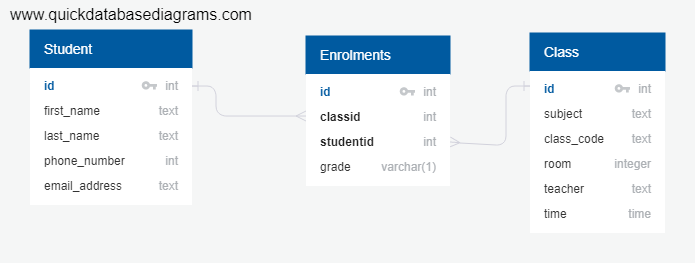 www.quickdatabasediagrams.com
Student
id int
first_name text
last_name text
phone_number int
email_address text
Enrolments
id int
classid int
studentid int
grade varchar(1)
Class
id int
subject text
class_code text
room integer
teacher text
time time